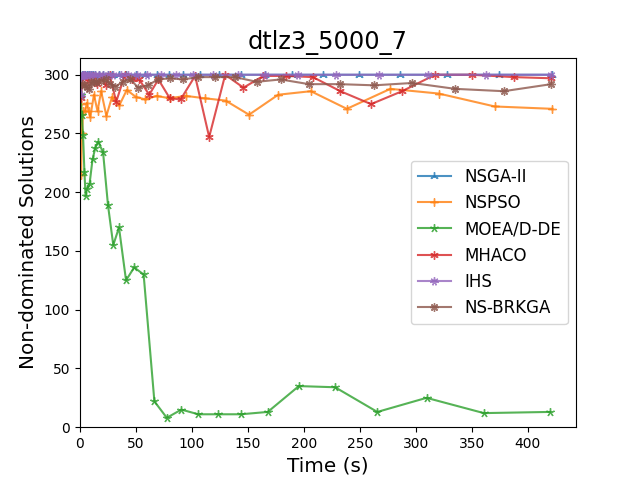 dtlz3_5000_7
Non-dominated Solutions
300
250
200
150
100
50
0
NSGA-II
NSPSO
MOEA/D-DE
MHACO
IHS
NS-BRKGA
0 50 100 150 200 250 300 350 400
Time (s)